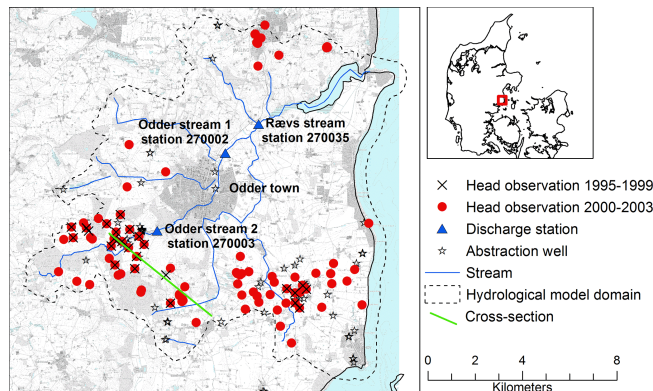 Odder stream 1
station 270002
Rævs stream
station 270035
Odder town
Odder stream 2
station 270003
Head observation 1995-1999
Head observation 2000-2003
Discharge station
Abstraction well
Stream
Hydrological model domain
Cross-section
0 2 4 8
Kilometers